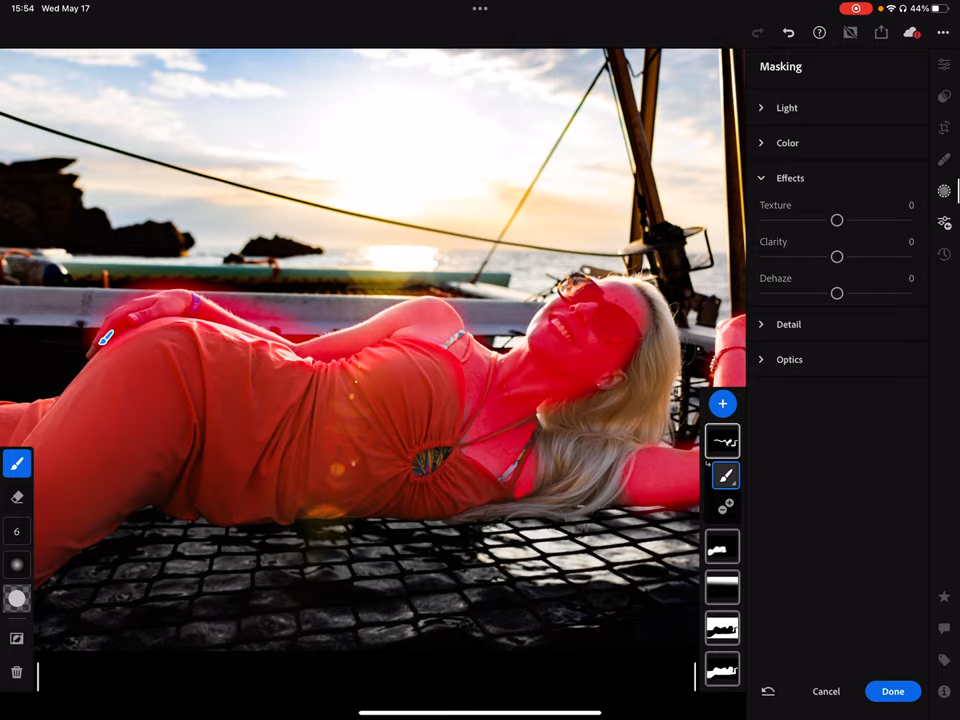 15:54 Wed May 17
44%
Masking
Light
Color
Effects
Texture 0
Clarity 0
Dehaze 0
Detail
Optics
6
Cancel
Done